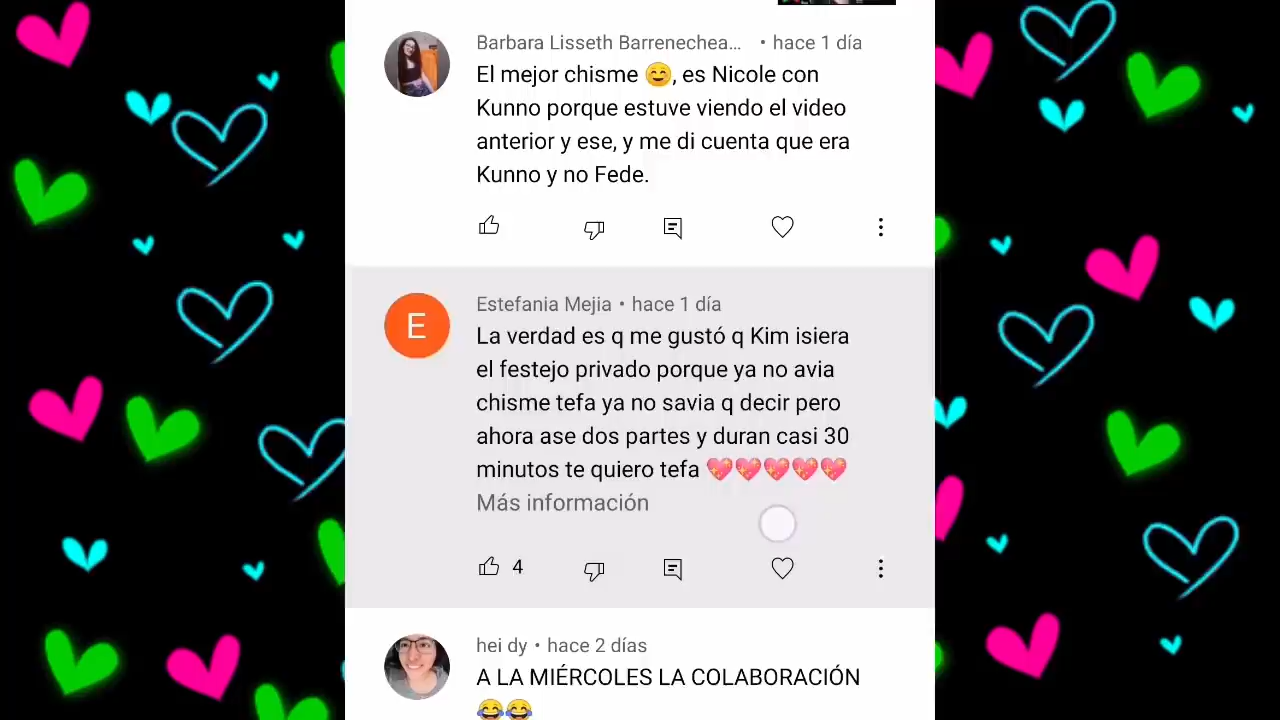 Barbara Lisseth Barrenechea... • hace 1 día
El mejor chisme 😊, es Nicole con
Kunno porque estuve viendo el video
anterior y ese, y me di cuenta que era
Kunno y no Fede.
E
Estefania Mejia • hace 1 día
La verdad es q me gustó q Kim isiera
el festejo privado porque ya no avia
chisme tefa ya no savia q decir pero
ahora ase dos partes y duran casi 30
minutos te quiero tefa 💖💖💖💖💖
Más información
4
hei dy • hace 2 días
A LA MIÉRCOLES LA COLABORACIÓN
😂😂